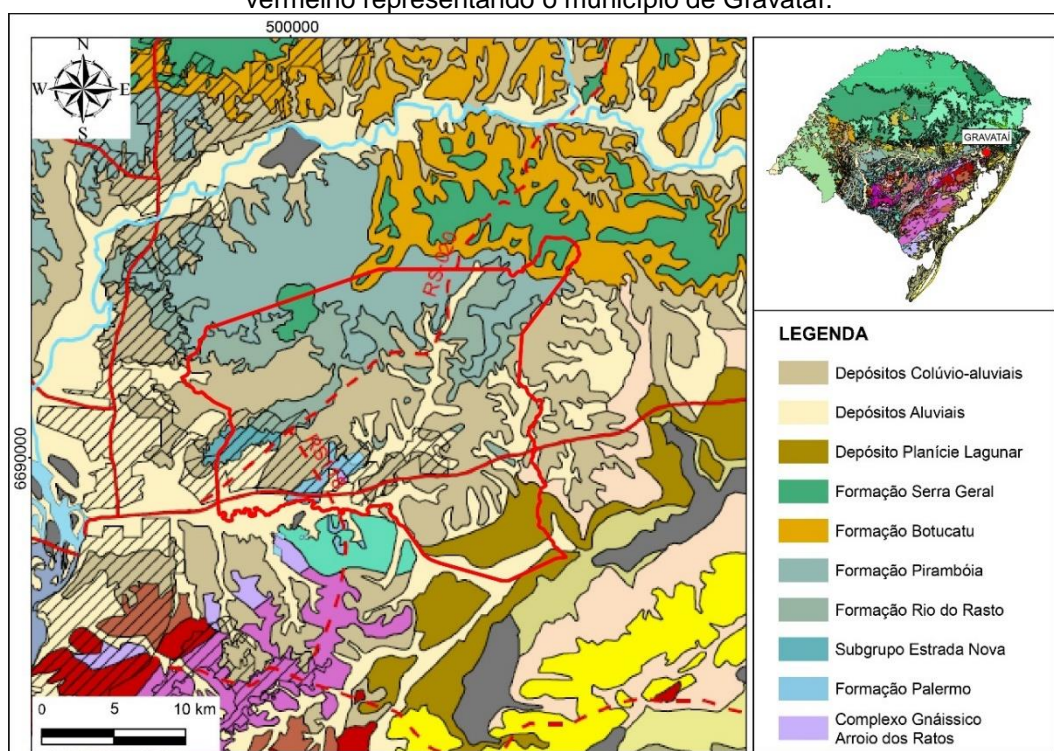 vermelho representando o município de Gravataí.
500000
N
W E
S
GRAVATAÍ
RS-020
6690000
LEGENDA
Depósitos Colúvio-aluviais
Depósitos Aluviais
Depósito Planície Lagunar
Formação Serra Geral
Formação Botucatu
Formação Pirambóia
Formação Rio do Rasto
Subgrupo Estrada Nova
Formação Palermo
Complexo Gnáissico
Arroio dos Ratos
0 5 10 km